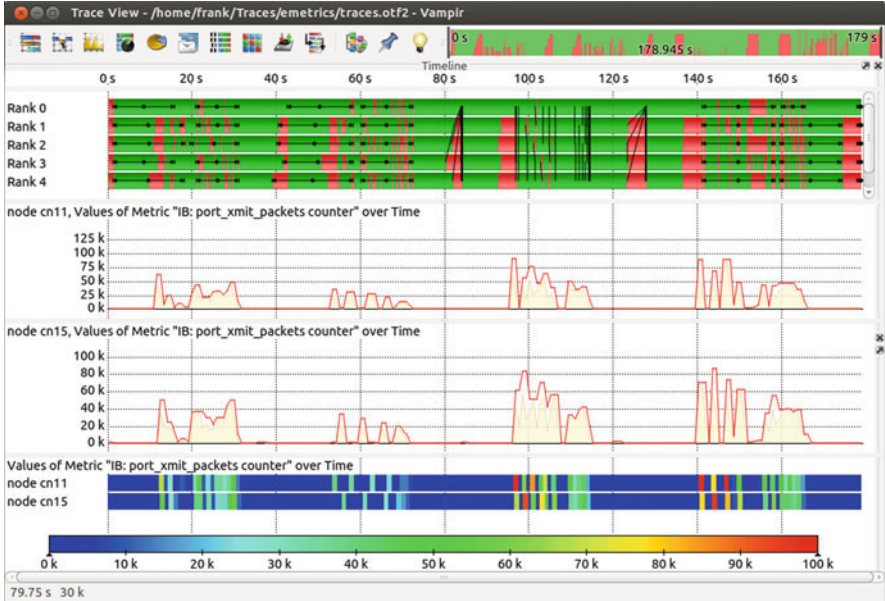 Trace View - /home/frank/Traces/emetrics/traces.otf2 - Vampir
0 s 178.945 s 179 s
Timeline
0 s 20 s 40 s 60 s 80 s 100 s 120 s 140 s 160 s
Rank 0
Rank 1
Rank 2
Rank 3
Rank 4
node cn11, Values of Metric "IB: port_xmit_packets counter" over Time
125 k
100 k
75 k
50 k
25 k
0 k
node cn15, Values of Metric "IB: port_xmit_packets counter" over Time
100 k
80 k
60 k
40 k
20 k
0 k
Values of Metric "IB: port_xmit_packets counter" over Time
node cn11
node cn15
0 k 10 k 20 k 30 k 40 k 50 k 60 k 70 k 80 k 90 k 100 k
79.75 s 30 k